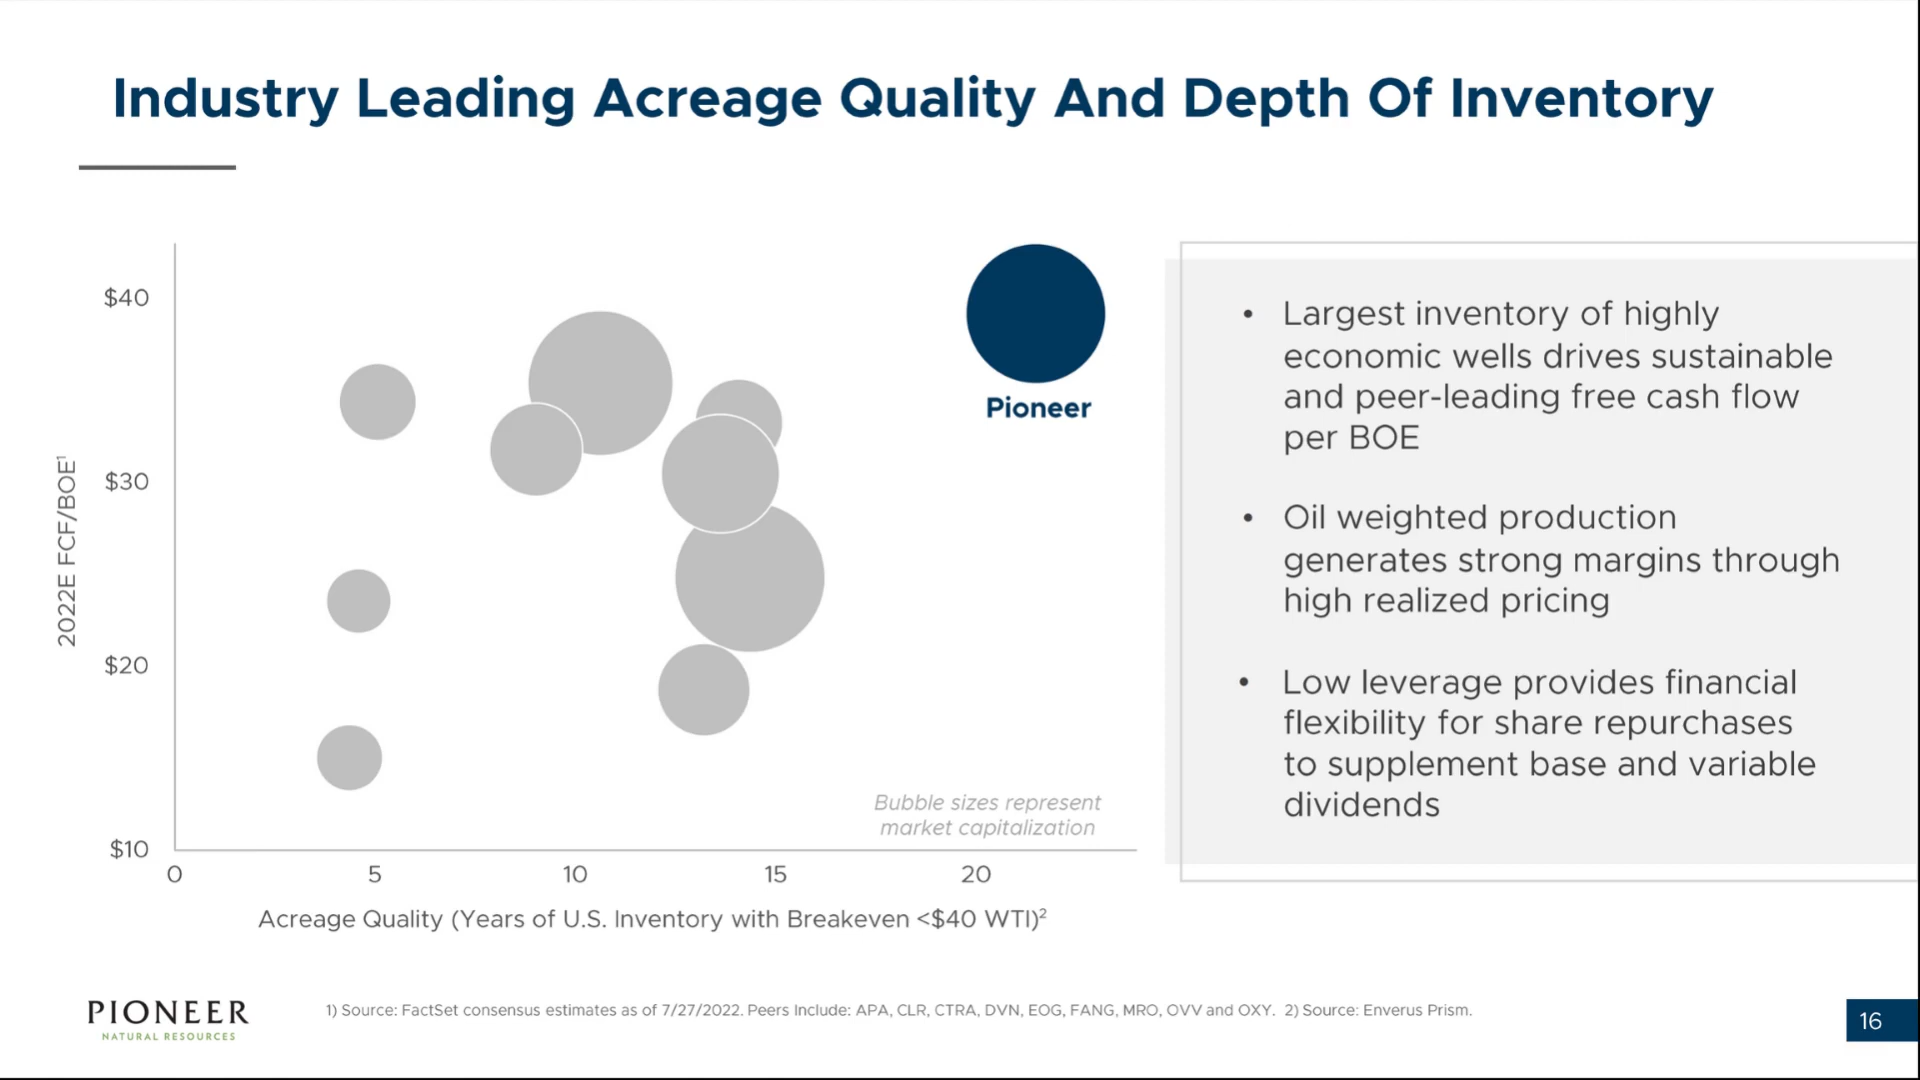 Industry Leading Acreage Quality And Depth Of Inventory
2022E FCF/BOE¹
$40
$30
$20
$10
0
5
10
15
20
Pioneer
Bubble sizes represent
market capitalization
Acreage Quality (Years of U.S. Inventory with Breakeven <$40 WTI)²
• Largest inventory of highly
economic wells drives sustainable
and peer-leading free cash flow
per BOE
• Oil weighted production
generates strong margins through
high realized pricing
• Low leverage provides financial
flexibility for share repurchases
to supplement base and variable
dividends
PIONEER
NATURAL RESOURCES
1) Source: FactSet consensus estimates as of 7/27/2022. Peers Include: APA, CLR, CTRA, DVN, EOG, FANG, MRO, OVV and OXY. 2) Source: Enverus Prism.
16